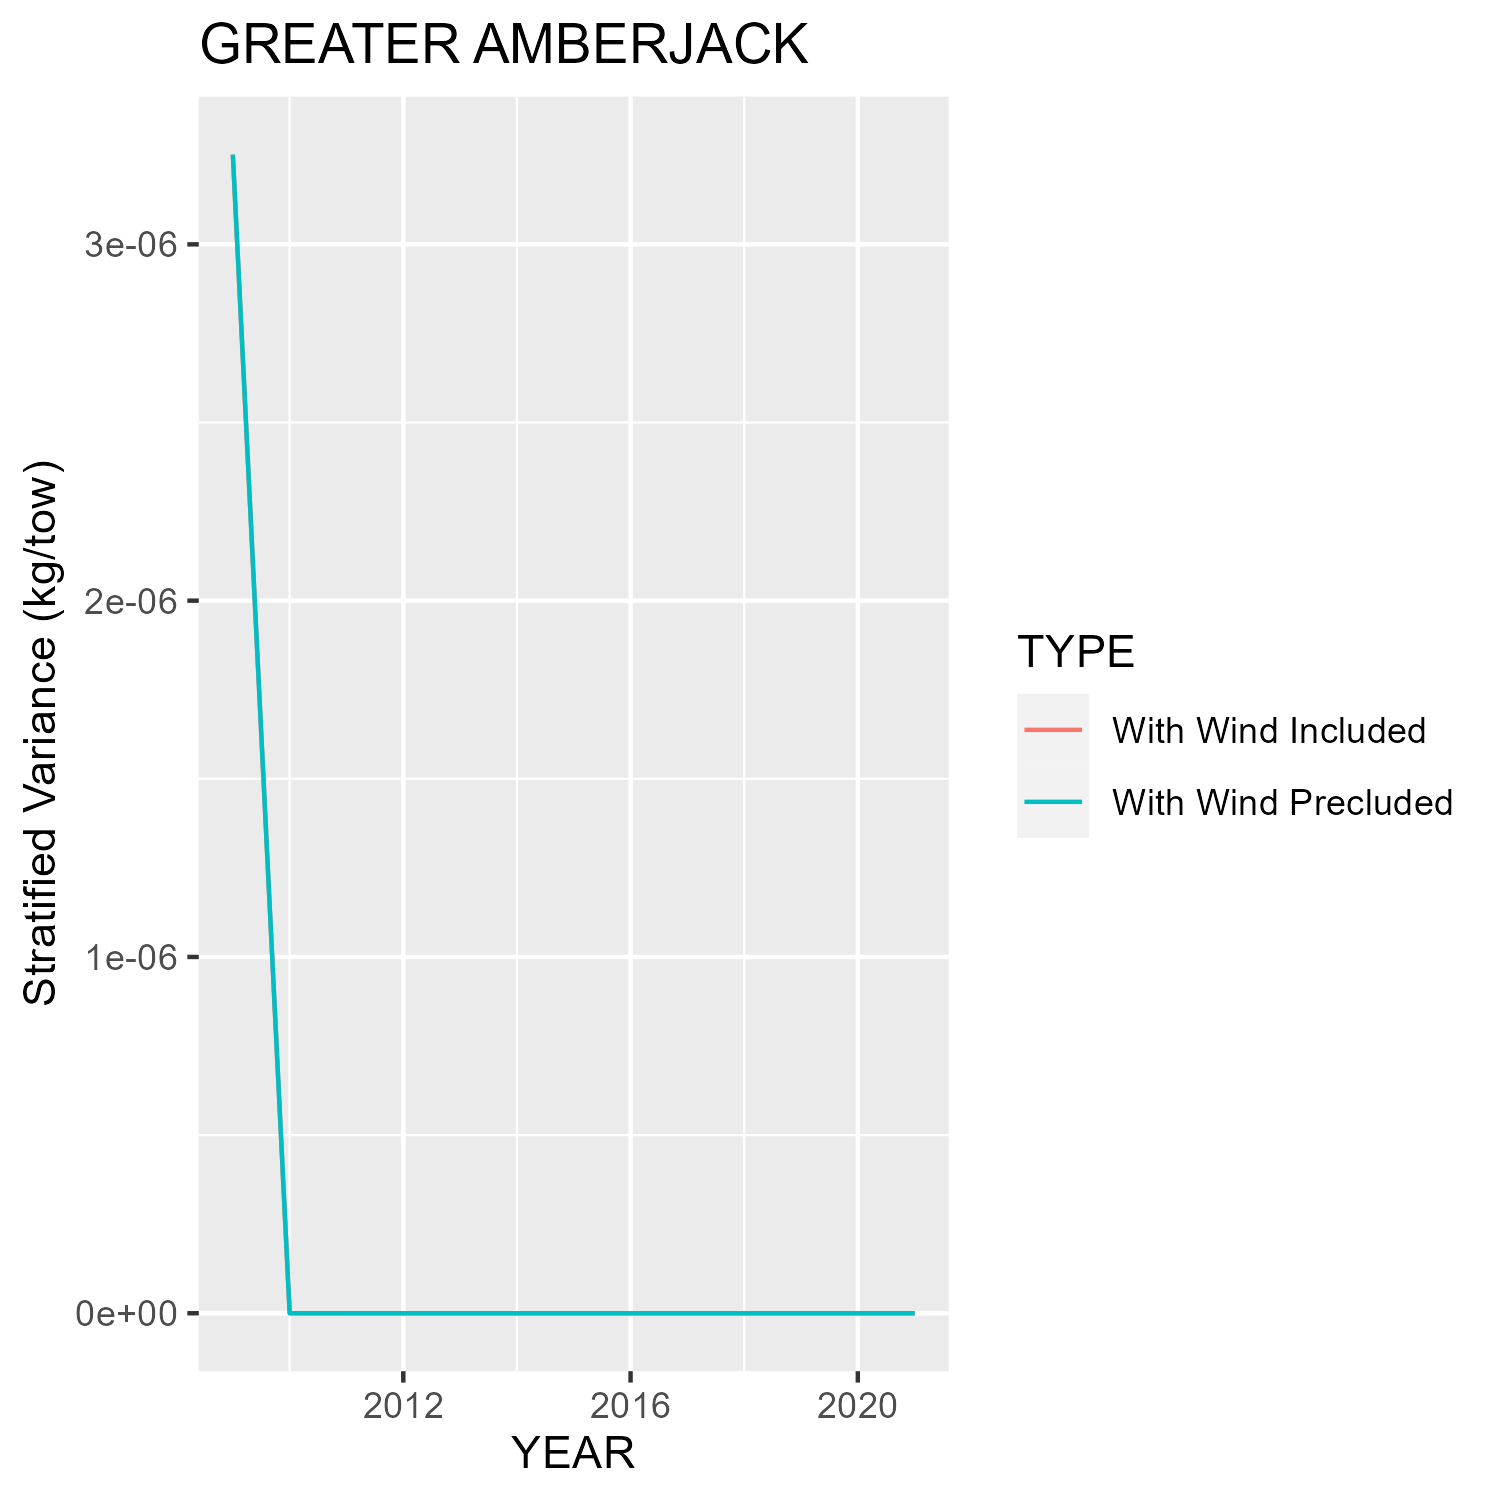 GREATER AMBERJACK
Stratified Variance (kg/tow)
3e-06
2e-06
1e-06
0e+00
2012
2016
2020
YEAR
TYPE
With Wind Included
With Wind Precluded